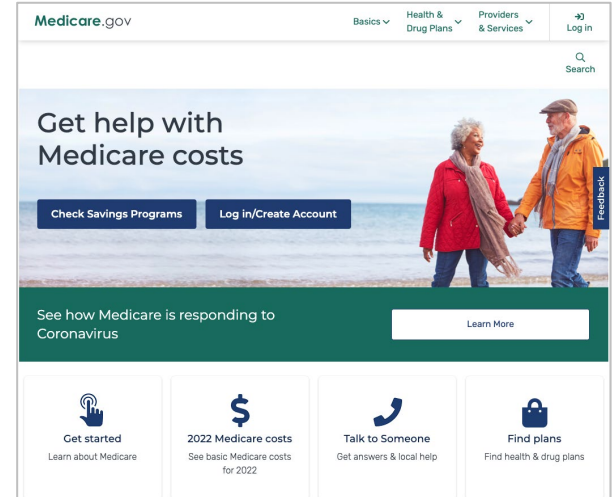 Medicare.gov
Basics
Health &
Drug Plans
Providers
& Services
Log in
Search
Get help with
Medicare costs
Check Savings Programs
Log in/Create Account
Feedback
See how Medicare is responding to
Coronavirus
Learn More
Get started
Learn about Medicare
2022 Medicare costs
See basic Medicare costs
for 2022
Talk to Someone
Get answers & local help
Find plans
Find health & drug plans